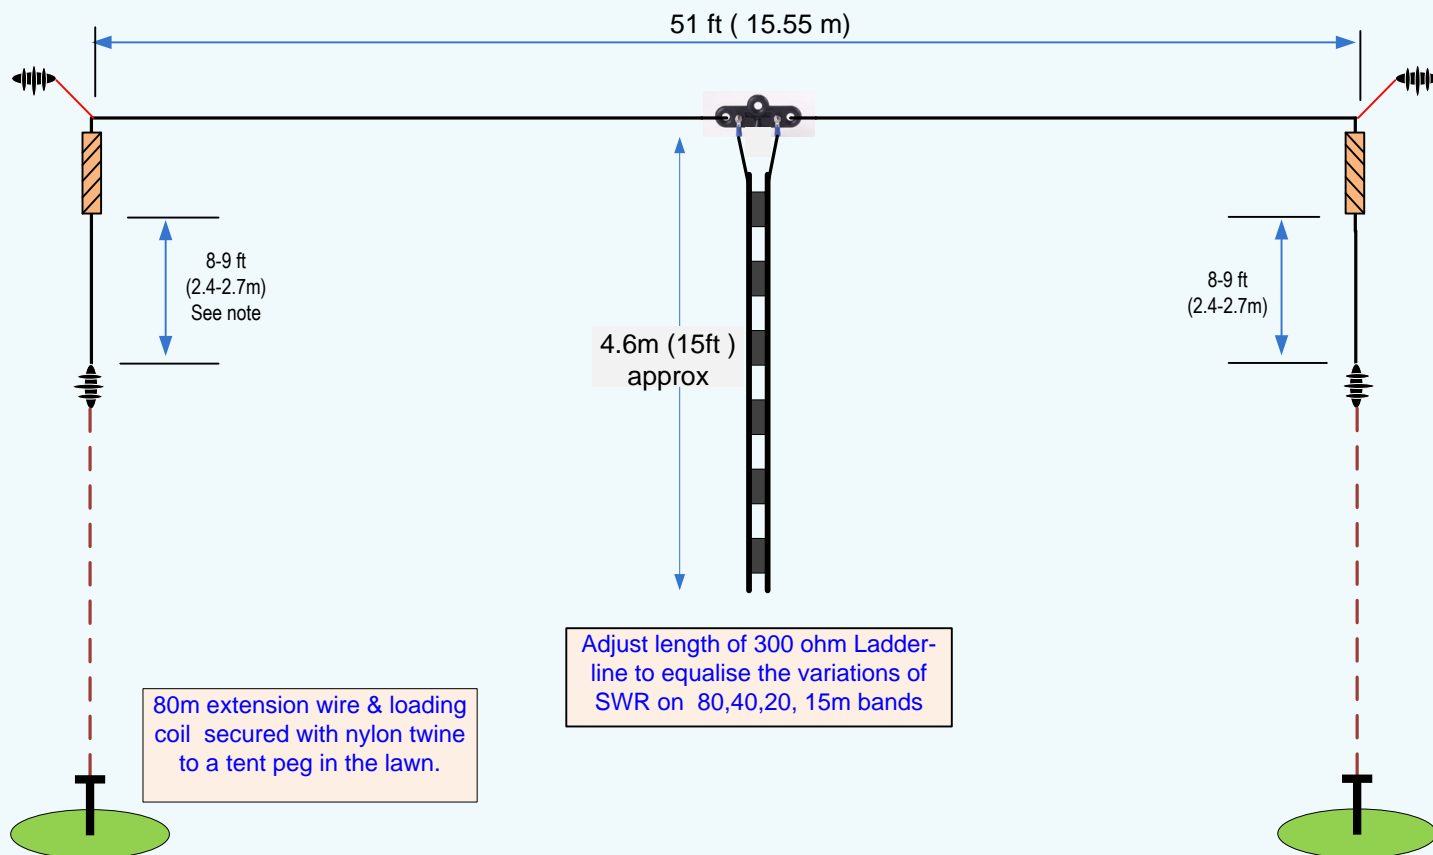 51 ft ( 15.55 m)
8-9 ft
(2.4-2.7m)
See note
8-9 ft
(2.4-2.7m)
4.6m (15ft )
approx
Adjust length of 300 ohm Ladder-
line to equalise the variations of
SWR on  80,40,20, 15m bands
80m extension wire & loading
coil  secured with nylon twine
to a tent peg in the lawn.